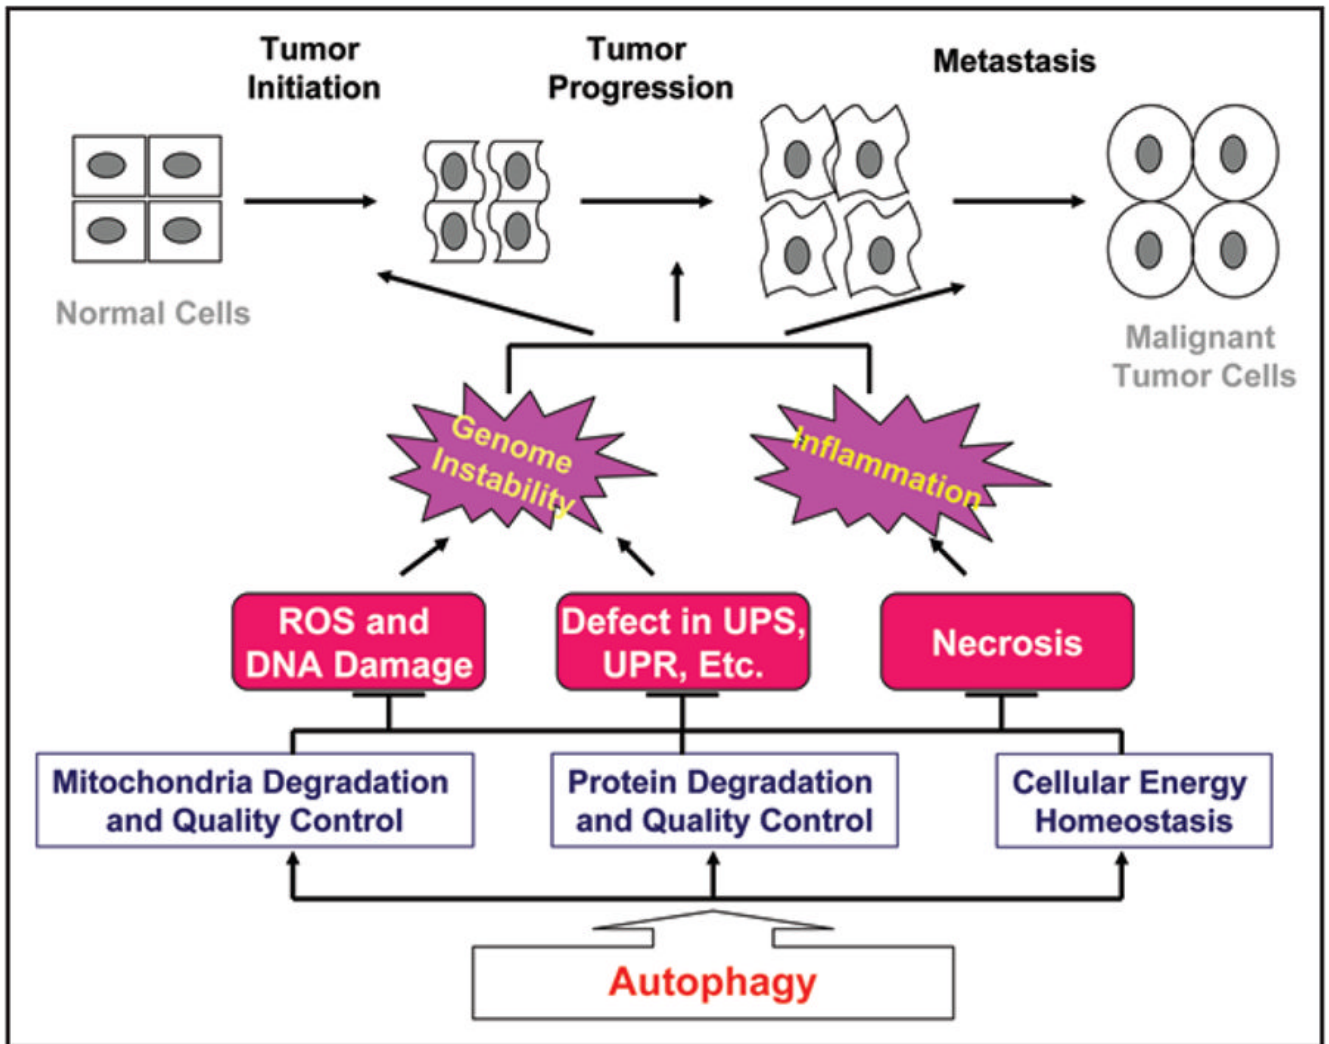 Tumor
Initiation
Tumor
Progression
Metastasis
Normal Cells
Malignant
Tumor Cells
Genome
Instability
Inflammation
ROS and
DNA Damage
Defect in UPS,
UPR, Etc.
Necrosis
Mitochondria Degradation
and Quality Control
Protein Degradation
and Quality Control
Cellular Energy
Homeostasis
Autophagy